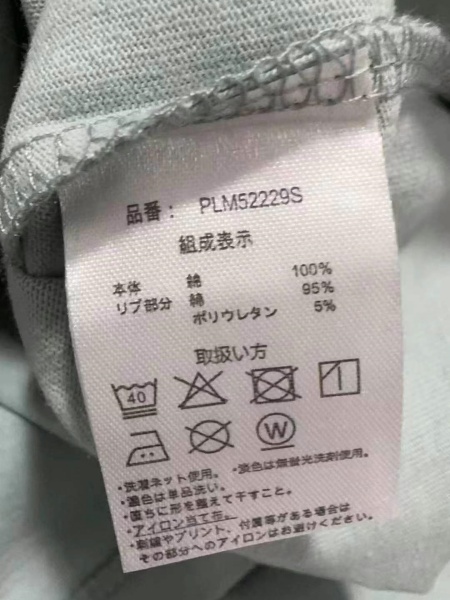 品番： PLM52229S
組成表示
本体 綿 100%
リブ部分 綿 95%
ポリウレタン 5%
取扱い方
40
W
・洗濯ネット使用。 ・淡色は無蛍光洗剤使用。
・濃色は単品洗い。
・直ちに形を整えて干すこと。
・アイロン当て布。
・刺繍やプリント、付属等がある場合は
その部分へのアイロンはお避けください。